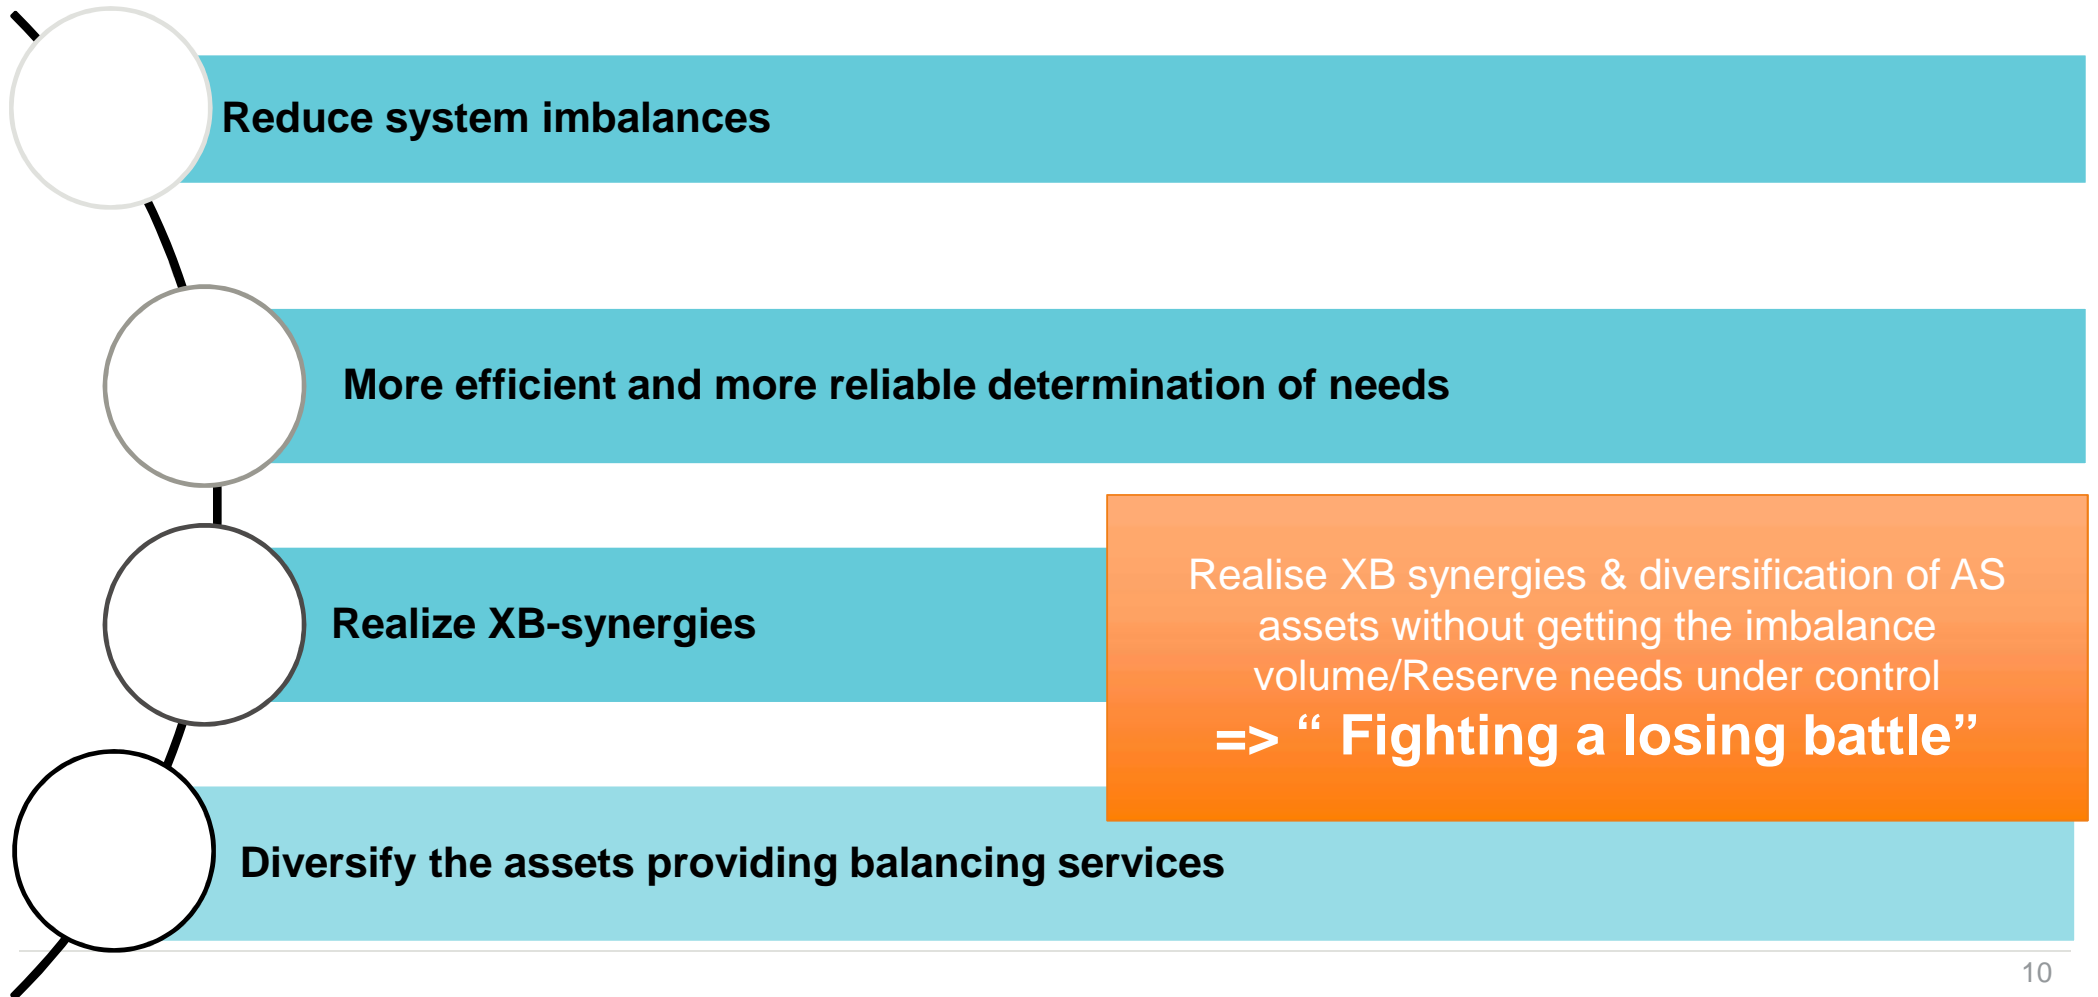 Reduce system imbalances
More efficient and more reliable determination of needs
Realize XB-synergies
Realise XB synergies & diversification of AS
assets without getting the imbalance
volume/Reserve needs under control
=> “ Fighting a losing battle”
Diversify the assets providing balancing services
10